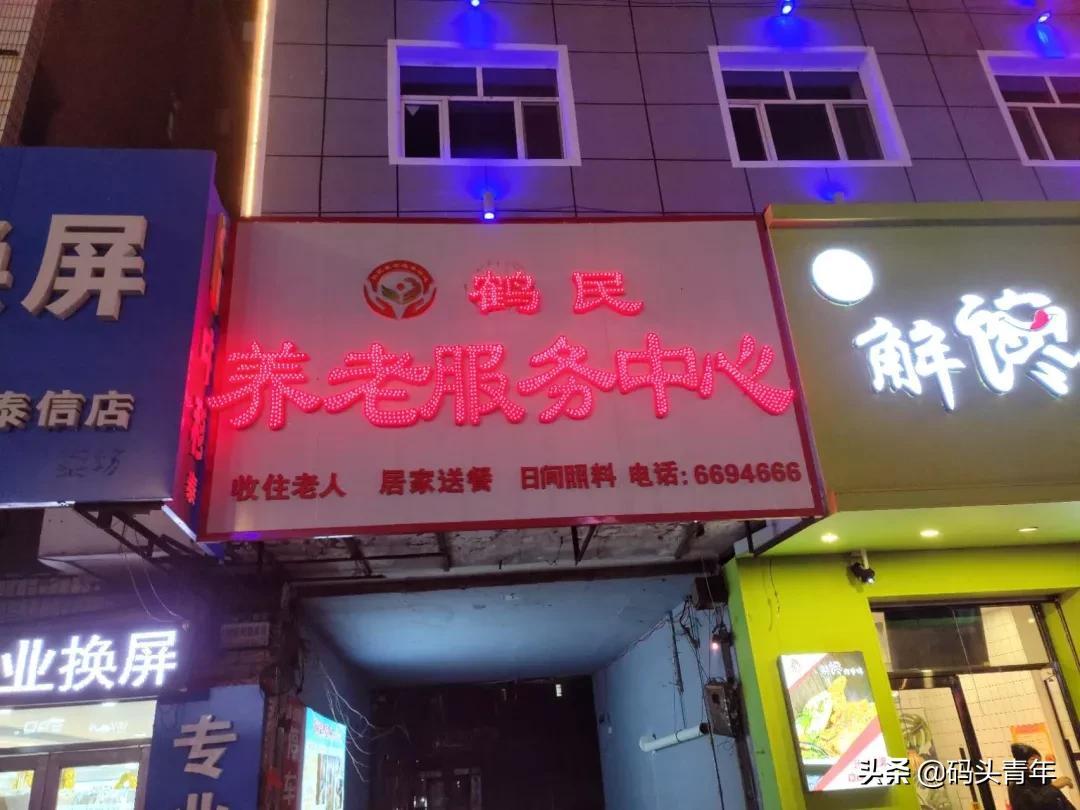 换屏
泰信店
鹤民
养老服务中心
收住老人 居家送餐 日间照料 电话:6694666
解馋
业换屏
专业
头条 @码头青年